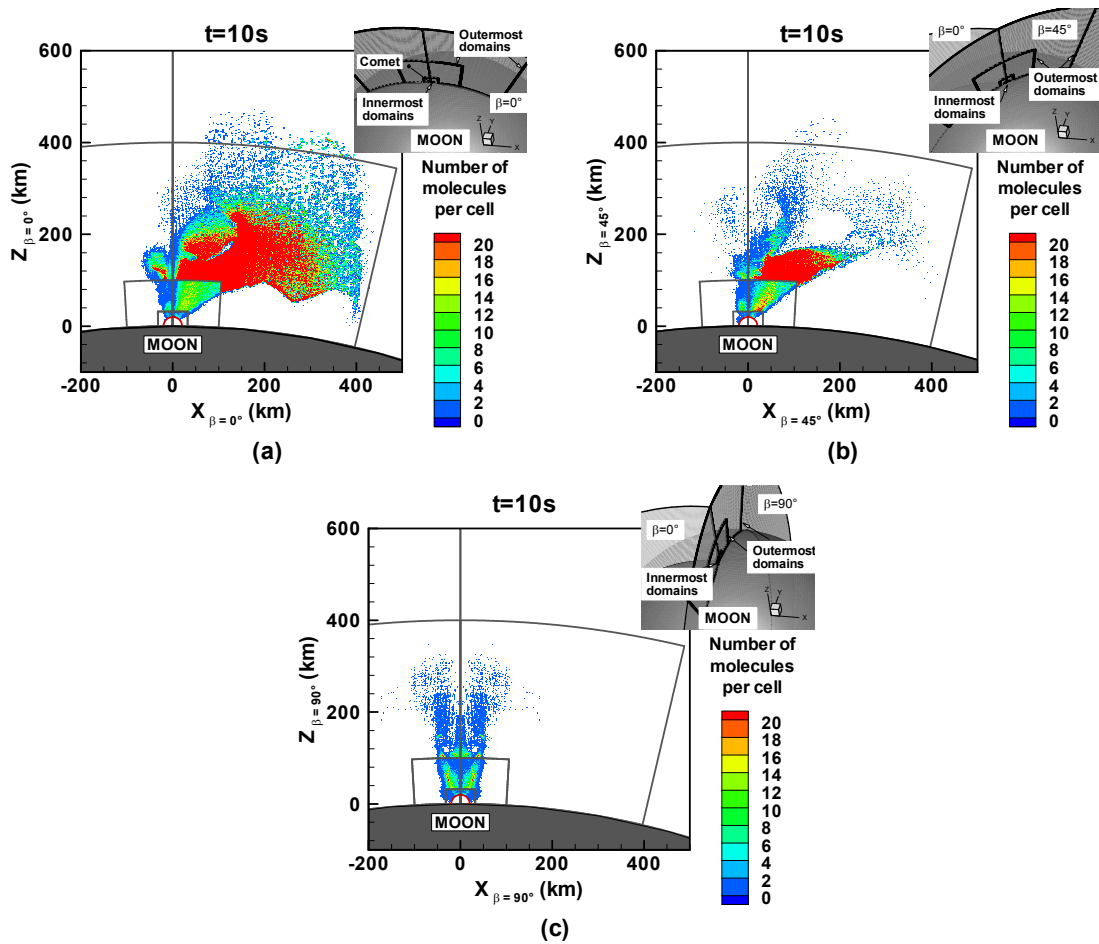 t=10s
Comet
Outermost
domains
Innermost
domains
β=0°
MOON
Z
Y
X
Z β = 0° (km)
600
400
200
0
-200 0 200 400
MOON
X β = 0° (km)
Number of
molecules
per cell
20
18
16
14
12
10
8
6
4
2
0
(a)
t=10s
β=0°
β=45°
Outermost
domains
Innermost
domains
MOON
Z
Y
X
Z β = 45° (km)
600
400
200
0
-200 0 200 400
MOON
X β = 45° (km)
Number of
molecules
per cell
20
18
16
14
12
10
8
6
4
2
0
(b)
t=10s
β=90°
β=0°
Outermost
domains
Innermost
domains
MOON
Z
Y
X
Z β = 90° (km)
600
400
200
0
-200 0 200 400
MOON
X β = 90° (km)
Number of
molecules
per cell
20
18
16
14
12
10
8
6
4
2
0
(c)